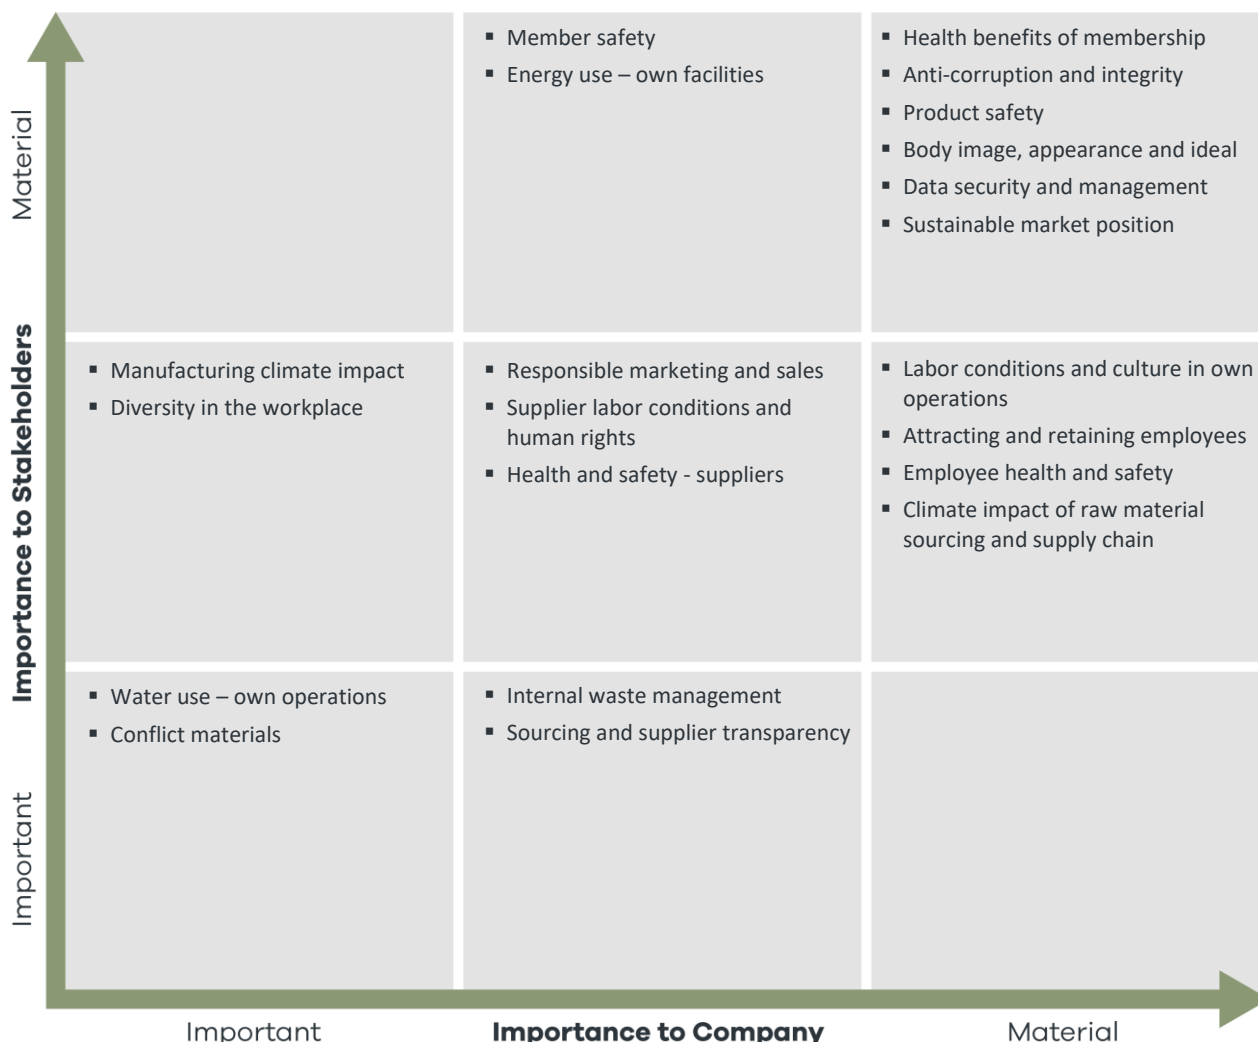 Material
Importance to Stakeholders
Important
▪ Member safety
▪ Energy use – own facilities
▪ Health benefits of membership
▪ Anti-corruption and integrity
▪ Product safety
▪ Body image, appearance and ideal
▪ Data security and management
▪ Sustainable market position
▪ Manufacturing climate impact
▪ Diversity in the workplace
▪ Responsible marketing and sales
▪ Supplier labor conditions and
human rights
▪ Health and safety - suppliers
▪ Labor conditions and culture in own
operations
▪ Attracting and retaining employees
▪ Employee health and safety
▪ Climate impact of raw material
sourcing and supply chain
▪ Water use – own operations
▪ Conflict materials
▪ Internal waste management
▪ Sourcing and supplier transparency
Important
Importance to Company
Material